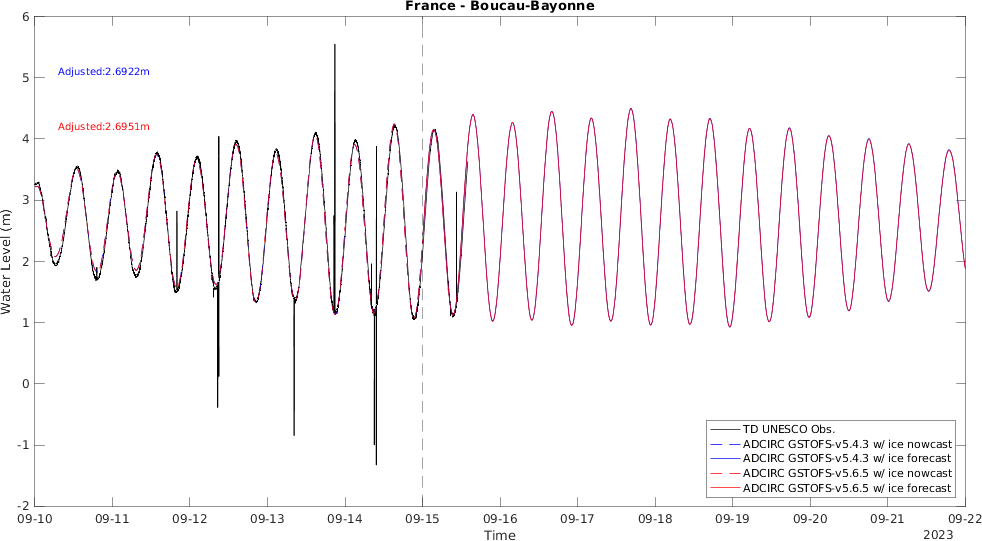 France - Boucau-Bayonne
6
5
4
3
2
1
0
-1
-2
Water Level (m)
Adjusted:2.6922m
Adjusted:2.6951m
TD UNESCO Obs.
ADCIRC GSTOFS-v5.4.3 w/ ice nowcast
ADCIRC GSTOFS-v5.4.3 w/ ice forecast
ADCIRC GSTOFS-v5.6.5 w/ ice nowcast
ADCIRC GSTOFS-v5.6.5 w/ ice forecast
09-10 09-11 09-12 09-13 09-14 09-15 09-16 09-17 09-18 09-19 09-20 09-21 09-22
Time
2023